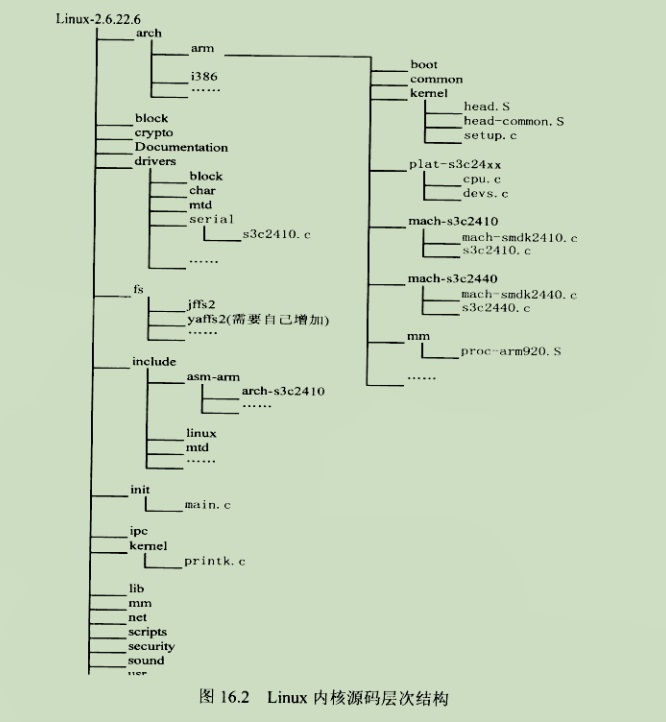 Linux-2.6.22.6
arch
arm
i386
……
boot
common
kernel
head.S
head-common.S
setup.c
plat-s3c24xx
cpu.c
devs.c
mach-s3c2410
mach-smdk2410.c
s3c2410.c
mach-s3c2440
mach-smdk2440.c
s3c2440.c
mm
proc-arm920.S
……
block
crypto
Documentation
drivers
block
char
mtd
serial
s3c2410.c
……
fs
jffs2
yaffs2(需要自己增加)
……
include
asm-arm
arch-s3c2410
……
linux
mtd
……
init
main.c
ipc
kernel
printk.c
lib
mm
net
scripts
security
sound
usr
图 16.2 Linux 内核源码层次结构